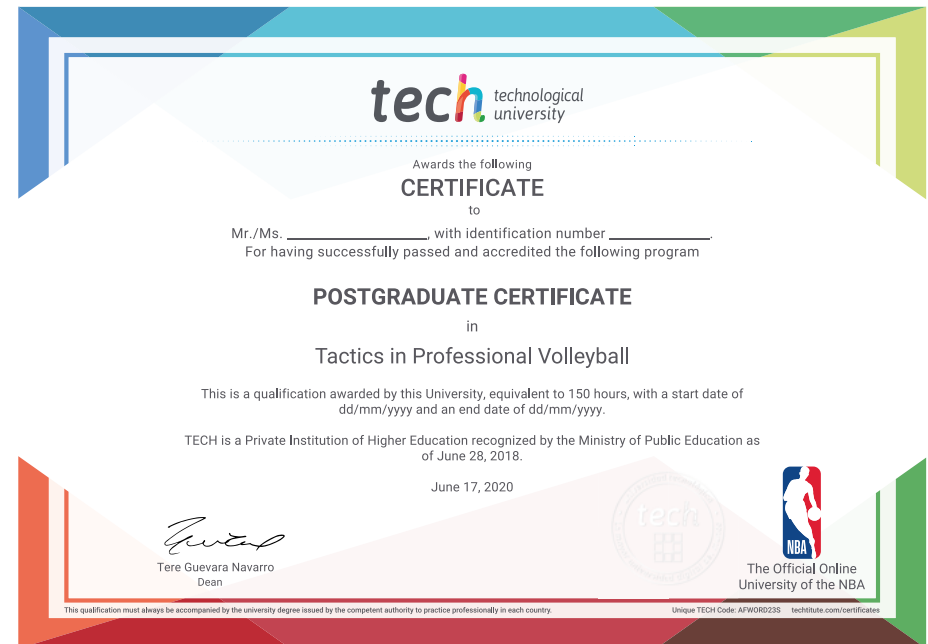 tech technological
university
Awards the following
CERTIFICATE
to
Mr./Ms. ____________________, with identification number ______________.
For having successfully passed and accredited the following program
POSTGRADUATE CERTIFICATE
in
Tactics in Professional Volleyball
This is a qualification awarded by this University, equivalent to 150 hours, with a start date of
dd/mm/yyyy and an end date of dd/mm/yyyy.
TECH is a Private Institution of Higher Education recognized by the Ministry of Public Education as
of June 28, 2018.
June 17, 2020
tech
NBA
Tere Guevara Navarro
Dean
The Official Online
University of the NBA
This qualification must always be accompanied by the university degree issued by the competent authority to practice professionally in each country.
Unique TECH Code: AFWORD23S techtitute.com/certificates